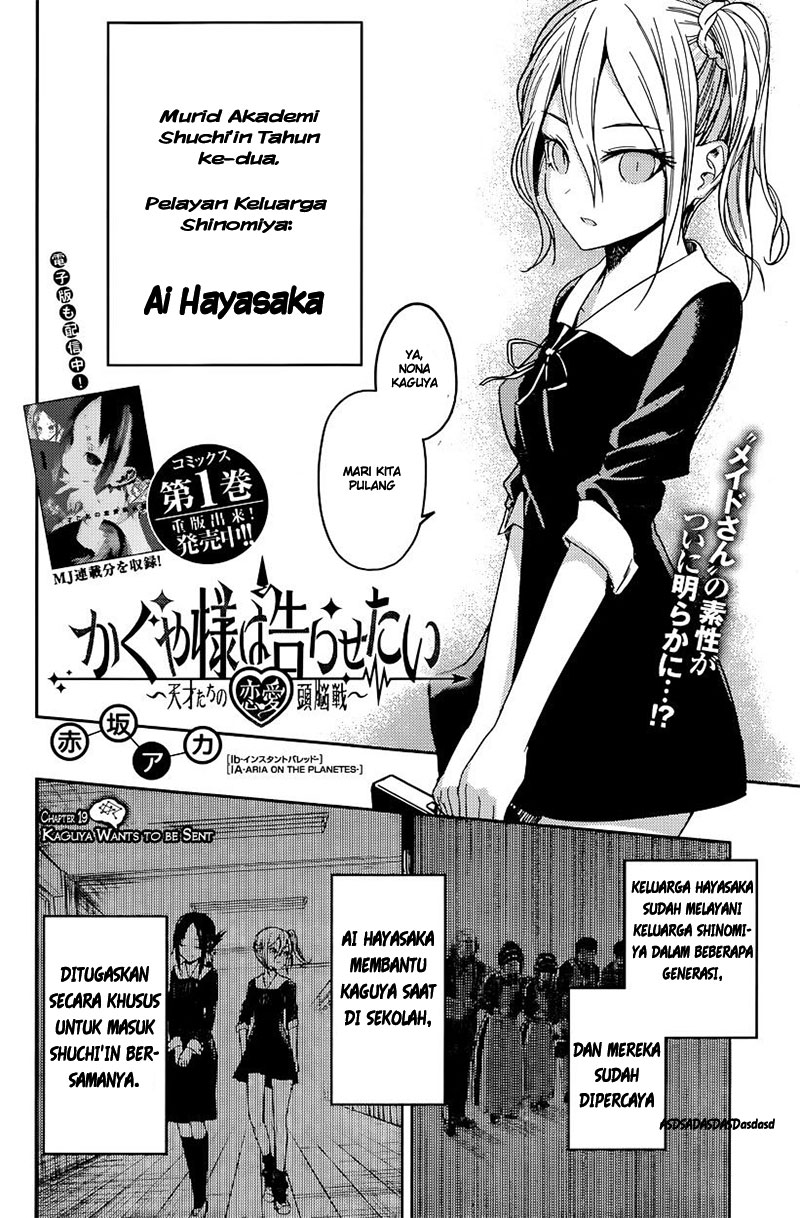 Murid Akademi
Shuchi'in Tahun
ke-dua,
Pelayan Keluarga
Shinomiya:
Ai Hayasaka
YA,
NONA
KAGUYA
MARI KITA
PULANG
電子版も配信中!
コミックス
第1巻
重版出来!
発売中!!
MJ連載分を収録!
〝メイドさん〟の素性が
ついに明らかに…!?
かぐや様は告らせたい
〜天才たちの恋愛頭脳戦〜
赤坂アカ
[Ib-インスタントバレット-]
[IA-ARIA ON THE PLANETES-]
CHAPTER 19
KAGUYA WANTS TO BE SENT
KELUARGA HAYASAKA
SUDAH MELAYANI
KELUARGA SHINOMI-
YA DALAM BEBERAPA
GENERASI,
DAN MEREKA
SUDAH
DIPERCAYA
ASDSADASDASDasdasd
AI HAYASAKA
MEMBANTU
KAGUYA SAAT
DI SEKOLAH,
DITUGASKAN
SECARA KHUSUS
UNTUK MASUK
SHUCHI'IN BER-
SAMANYA.